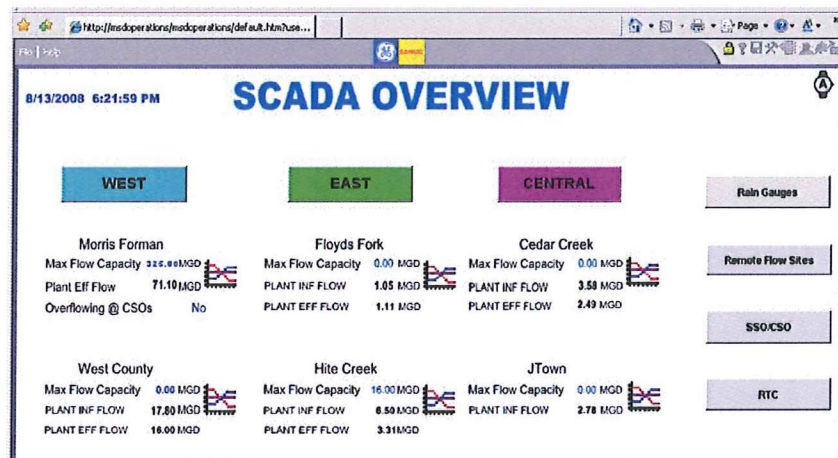 http://msdoperations/msdoperations/default.htm?use...
Page
File | help
8/13/2008 6:21:59 PM
SCADA OVERVIEW
WEST
EAST
CENTRAL
Rain Gauges
Remote Flow Sites
SSO/CSO
RTC
Morris Forman
Max Flow Capacity 325.00MGD
Plant Eff Flow 71.10MGD
Overflowing @ CSOs No
Floyds Fork
Max Flow Capacity 0.00 MGD
PLANT INF FLOW 1.05 MGD
PLANT EFF FLOW 1.11 MGD
Cedar Creek
Max Flow Capacity 0.00 MGD
PLANT INF FLOW 3.58 MGD
PLANT EFF FLOW 2.49 MGD
West County
Max Flow Capacity 0.00 MGD
PLANT INF FLOW 17.80 MGD
PLANT EFF FLOW 16.00 MGD
Hite Creek
Max Flow Capacity 16.00 MGD
PLANT INF FLOW 6.50 MGD
PLANT EFF FLOW 3.31MGD
JTown
Max Flow Capacity 0.00 MGD
PLANT INF FLOW 2.78 MGD